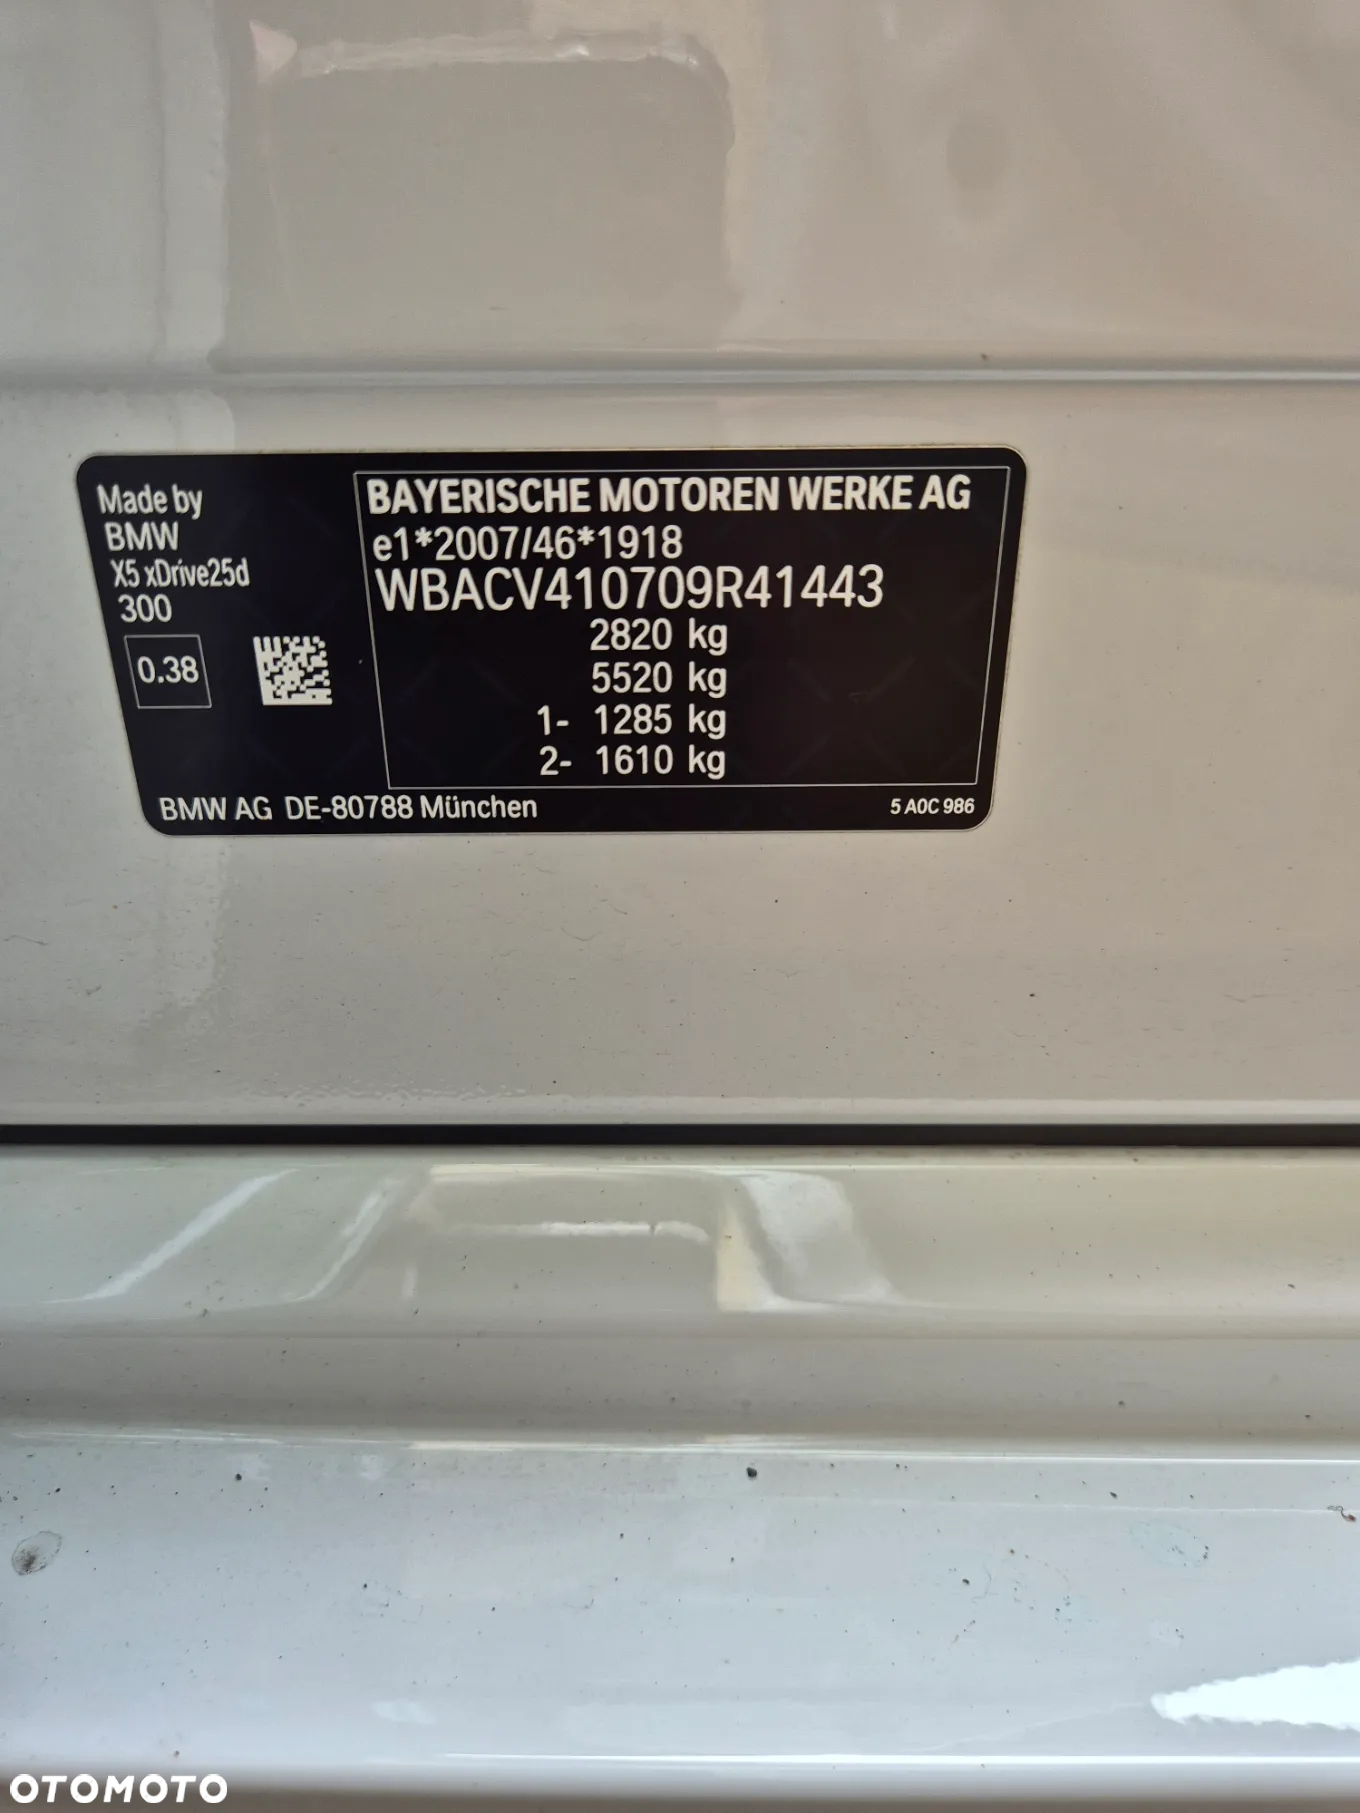 Made by
BMW
X5 xDrive25d
300
0.38
BAYERISCHE MOTOREN WERKE AG
e1*2007/46*1918
WBACV410709R41443
2820 kg
5520 kg
1- 1285 kg
2- 1610 kg
BMW AG DE-80788 München
5 A0C 986
OTOMOTO